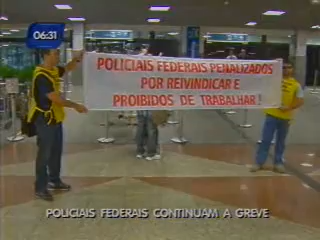 06:31
POLICIAIS FEDERAIS PENALIZADOS
POR REIVINDICAR E
PROIBIDOS DE TRABALHAR !
POLICIAIS FEDERAIS CONTINUAM A GREVE